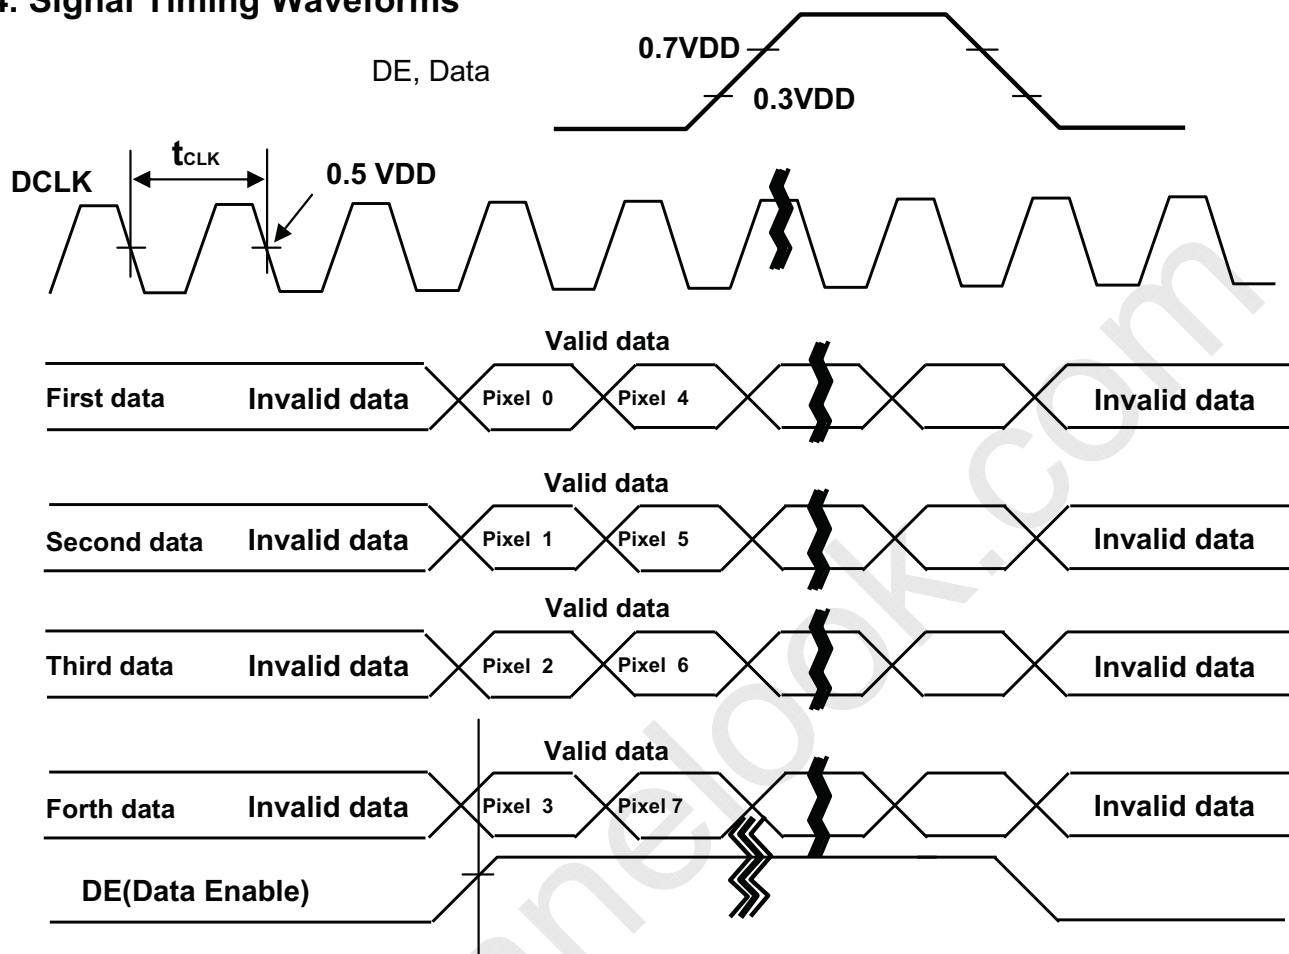 4. Signal Timing Waveforms
0.7VDD
DE, Data
0.3VDD
tCLK
0.5 VDD
DCLK
Valid data
First data Invalid data Pixel 0 Pixel 4 Invalid data
Valid data
Second data Invalid data Pixel 1 Pixel 5 Invalid data
Valid data
Third data Invalid data Pixel 2 Pixel 6 Invalid data
Valid data
Forth data Invalid data Pixel 3 Pixel 7 Invalid data
DE(Data Enable)
nelook.com